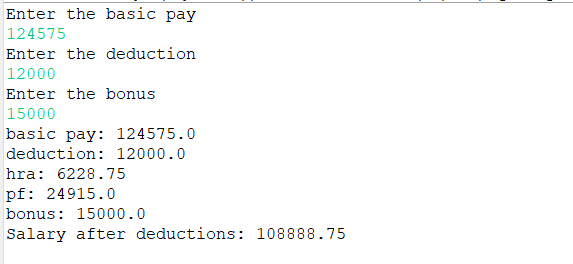 Enter the basic pay
124575
Enter the deduction
12000
Enter the bonus
15000
basic pay: 124575.0
deduction: 12000.0
hra: 6228.75
pf: 24915.0
bonus: 15000.0
Salary after deductions: 108888.75